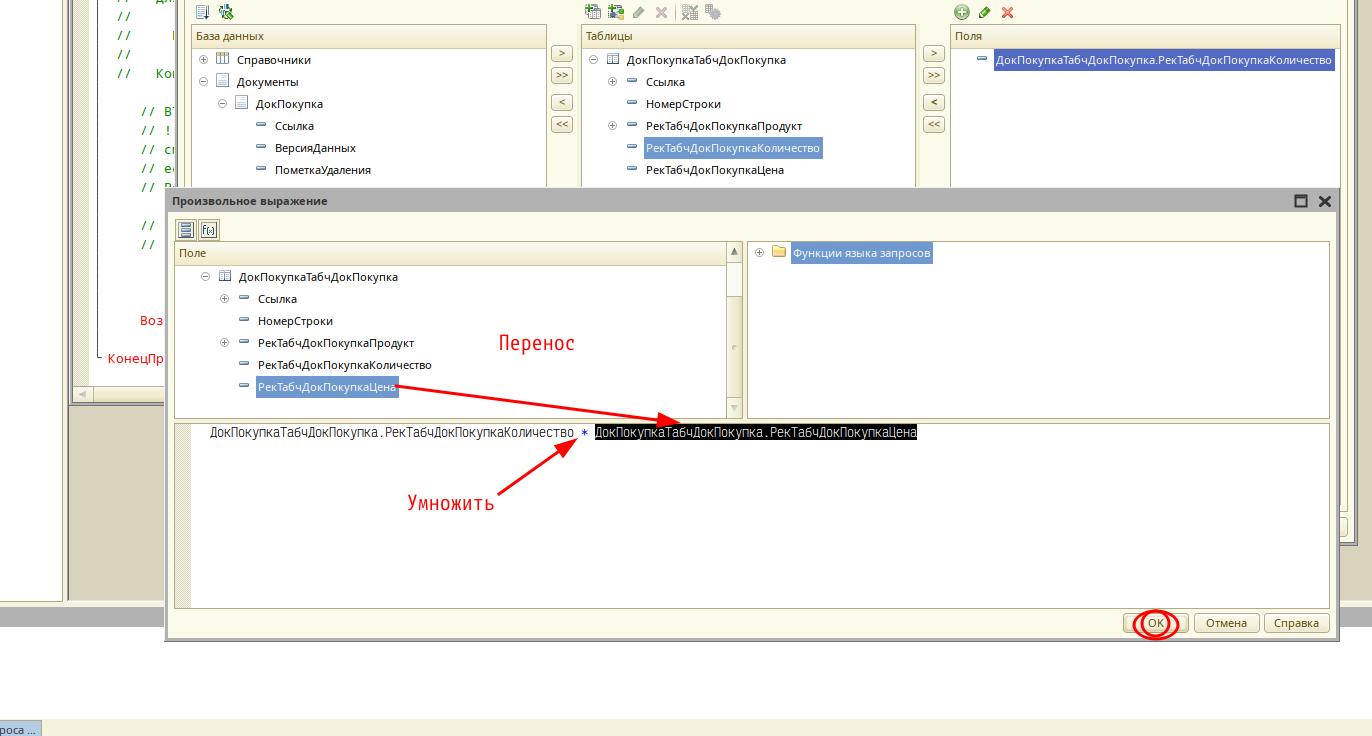 //
//
//
// Ко
// В
// !
// с
// е
//
//
//
Воз
КонецПр
База данных
Справочники
Документы
ДокПокупка
Ссылка
ВерсияДанных
ПометкаУдаления
>
>>
<
<<
Таблицы
ДокПокупкаТабчДокПокупка
Ссылка
НомерСтроки
РекТабчДокПокупкаПродукт
РекТабчДокПокупкаКоличество
РекТабчДокПокупкаЦена
>
>>
<
<<
Поля
ДокПокупкаТабчДокПокупка.РекТабчДокПокупкаКоличество
Произвольное выражение
f(x)
Поле
ДокПокупкаТабчДокПокупка
Ссылка
НомерСтроки
РекТабчДокПокупкаПродукт
РекТабчДокПокупкаКоличество
РекТабчДокПокупкаЦена
Перенос
Функции языка запросов
ДокПокупкаТабчДокПокупка.РекТабчДокПокупкаКоличество * ДокПокупкаТабчДокПокупка.РекТабчДокПокупкаЦена
Умножить
OK
Отмена
Справка
роса ...